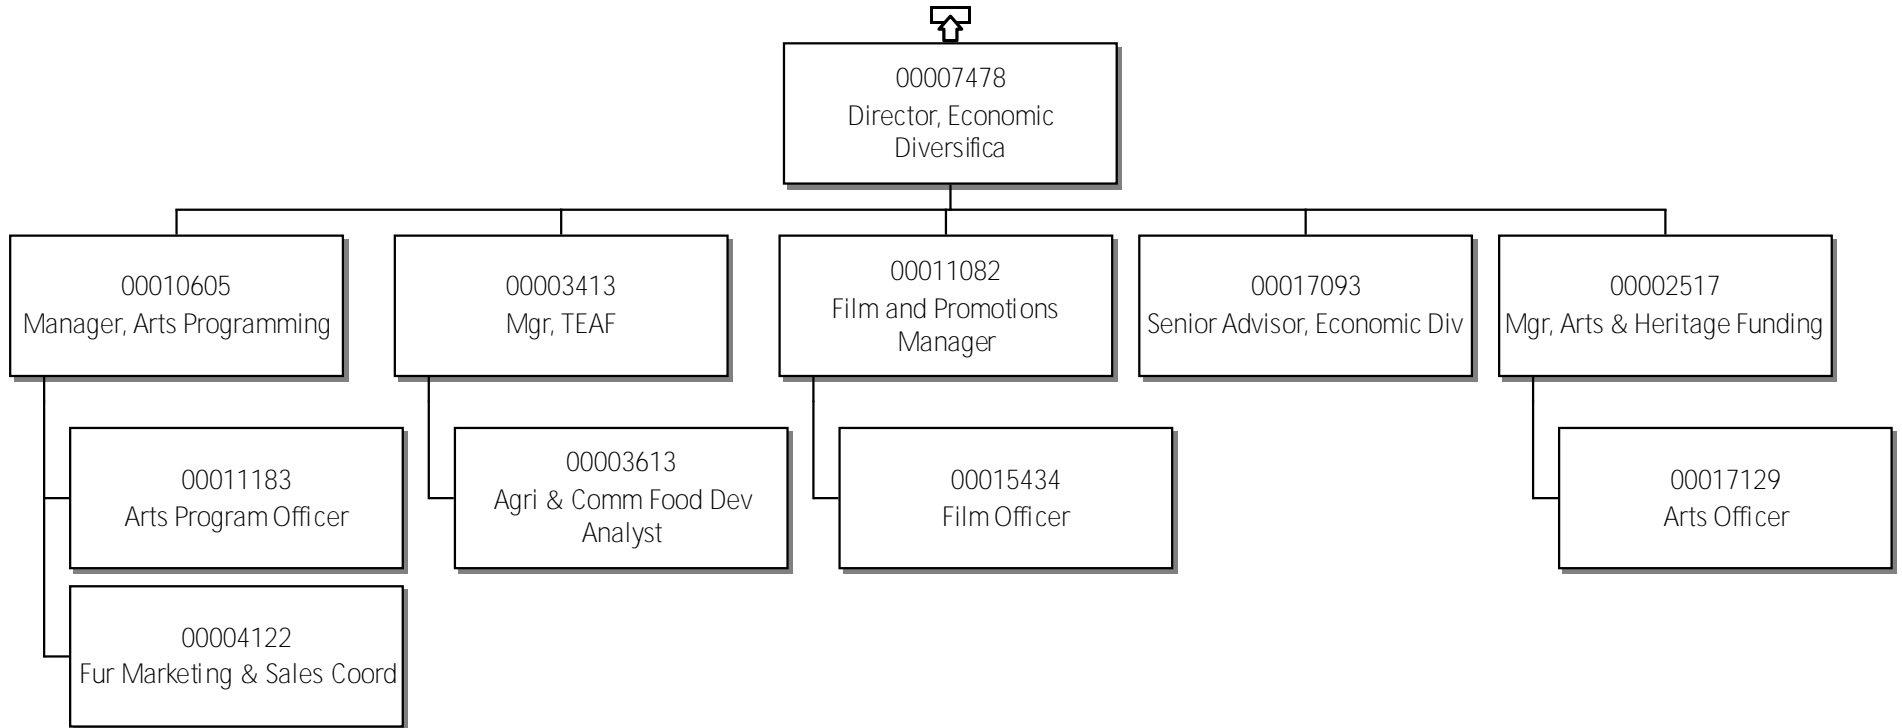 00007478
Director, Economic
Diversifica
00010605
Manager, Arts Programming
00003413
Mgr, TEAF
00011082
Film and Promotions
Manager
00017093
Senior Advisor, Economic Div
00002517
Mgr, Arts & Heritage Funding
00011183
Arts Program Officer
00003613
Agri & Comm Food Dev
Analyst
00015434
Film Officer
00017129
Arts Officer
00004122
Fur Marketing & Sales Coord